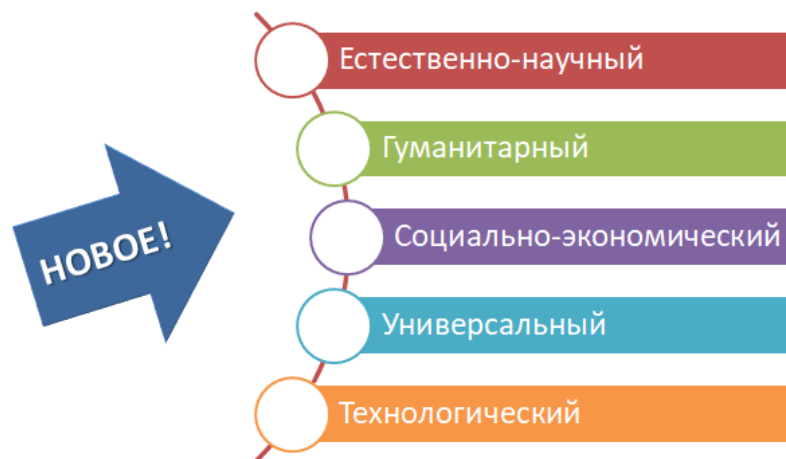 НОВОЕ!
Естественно-научный
Гуманитарный
Социально-экономический
Универсальный
Технологический